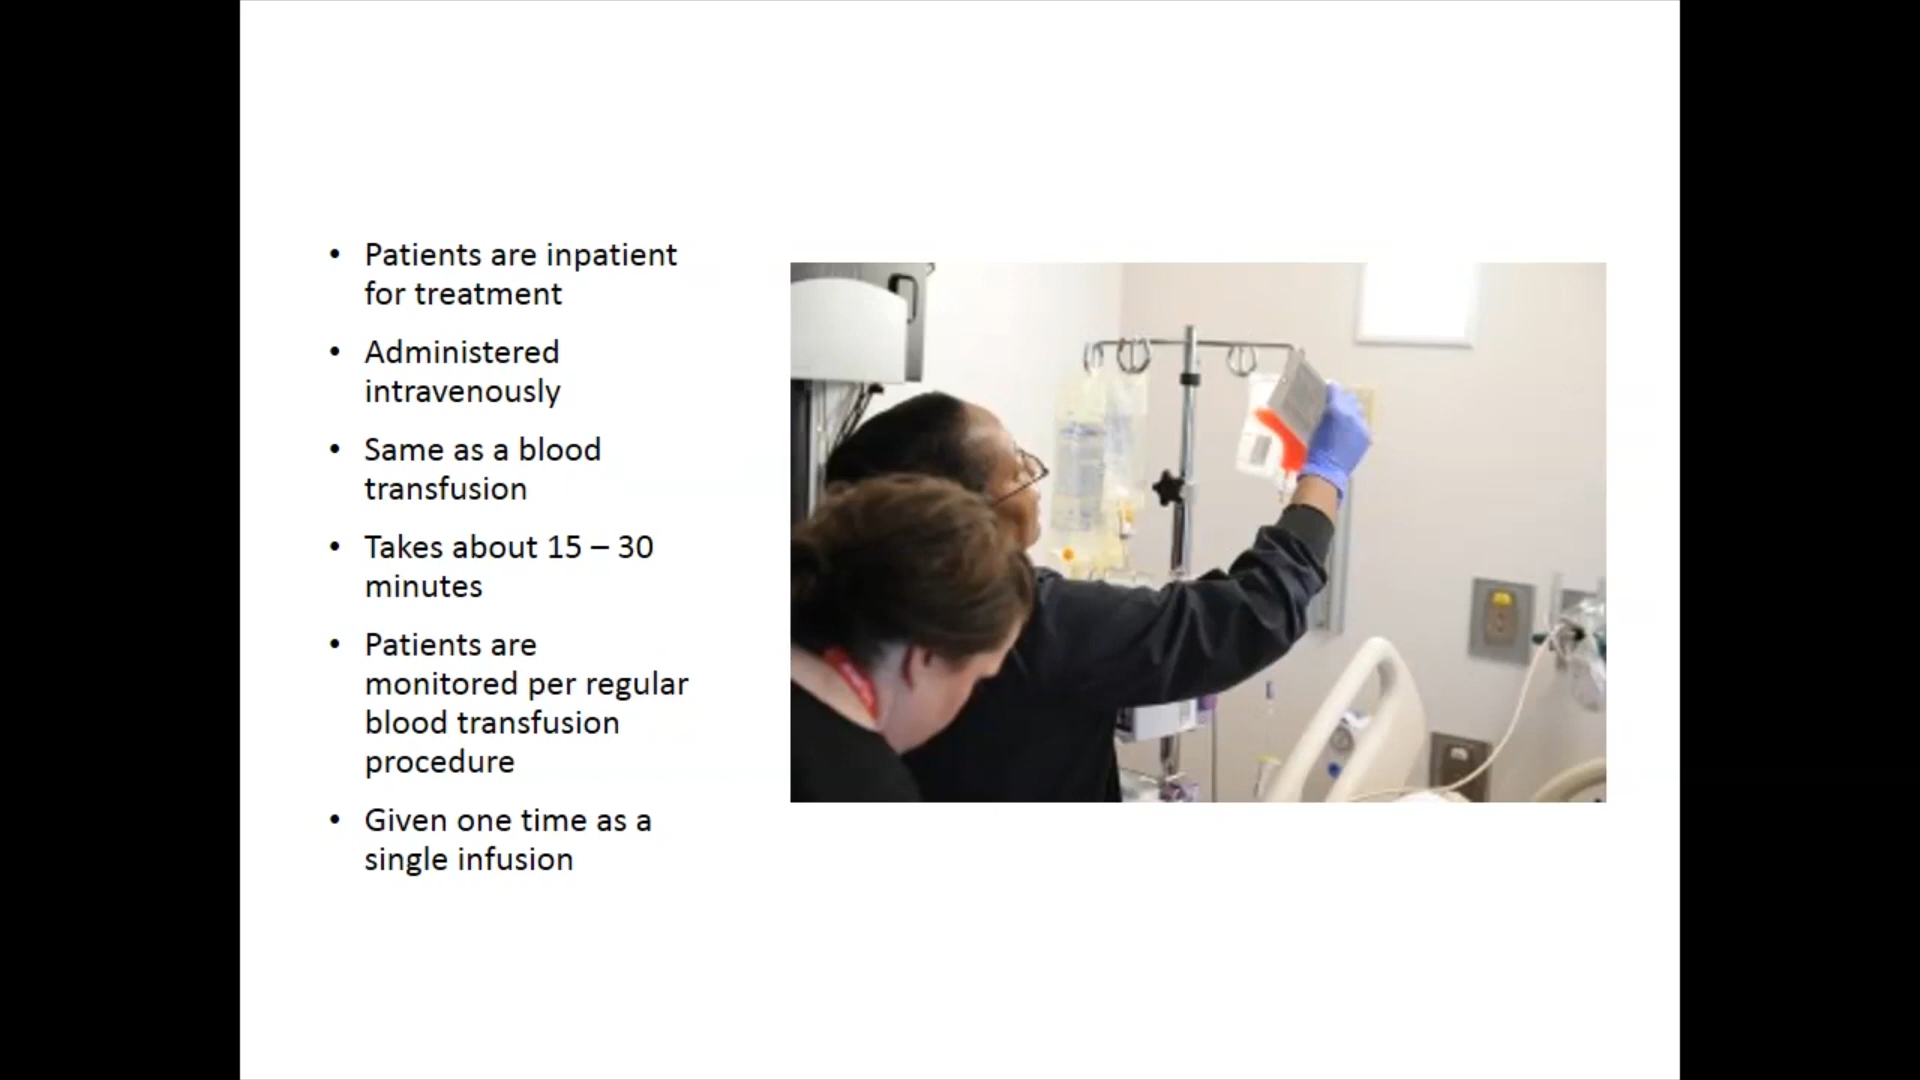 • Patients are inpatient
for treatment
• Administered
intravenously
• Same as a blood
transfusion
• Takes about 15 – 30
minutes
• Patients are
monitored per regular
blood transfusion
procedure
• Given one time as a
single infusion